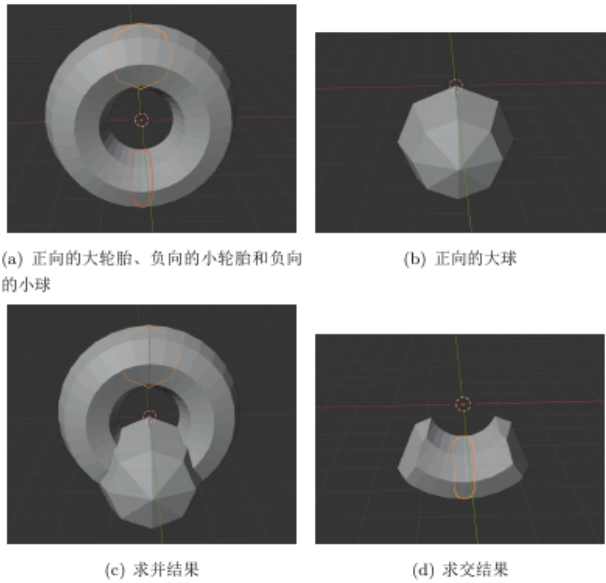 (a) 正向的大轮胎、负向的小轮胎和负向
的小球
(b) 正向的大球
(c) 求并结果
(d) 求交结果